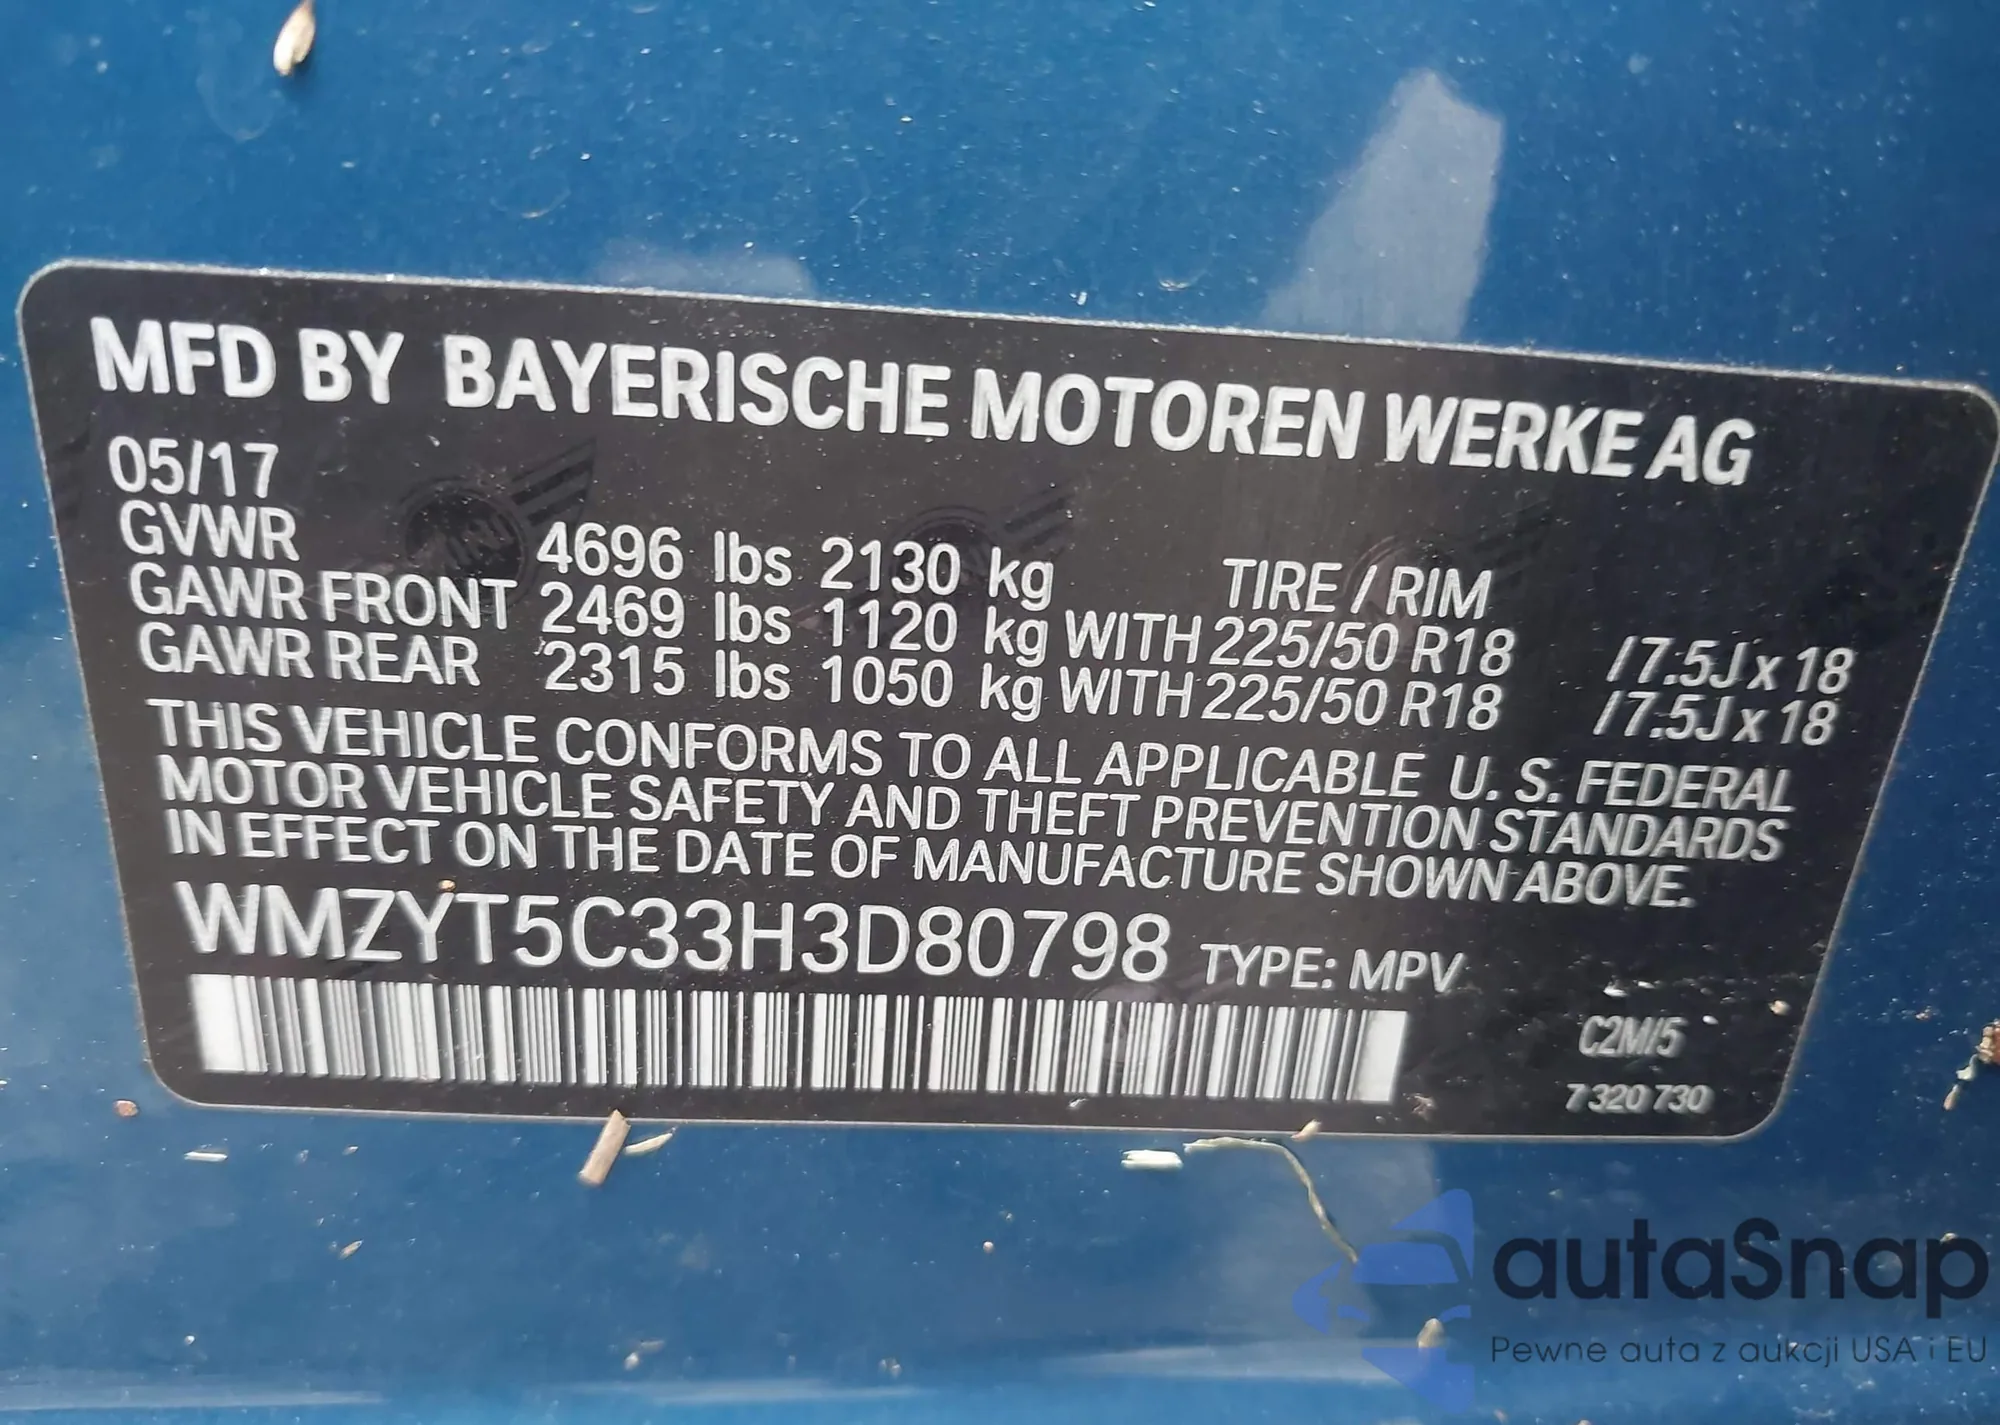 MFD BY BAYERISCHE MOTOREN WERKE AG
05/17
GVWR 4696 lbs 2130 kg TIRE / RIM
GAWR FRONT 2469 lbs 1120 kg WITH 225/50 R18 / 7.5J x 18
GAWR REAR 2315 lbs 1050 kg WITH 225/50 R18 / 7.5J x 18
THIS VEHICLE CONFORMS TO ALL APPLICABLE U. S. FEDERAL
MOTOR VEHICLE SAFETY AND THEFT PREVENTION STANDARDS
IN EFFECT ON THE DATE OF MANUFACTURE SHOWN ABOVE.
WMZYT5C33H3D80798 TYPE: MPV
C2M/5
7 320 730
autaSnap
Pewne auta z aukcji USA i EU